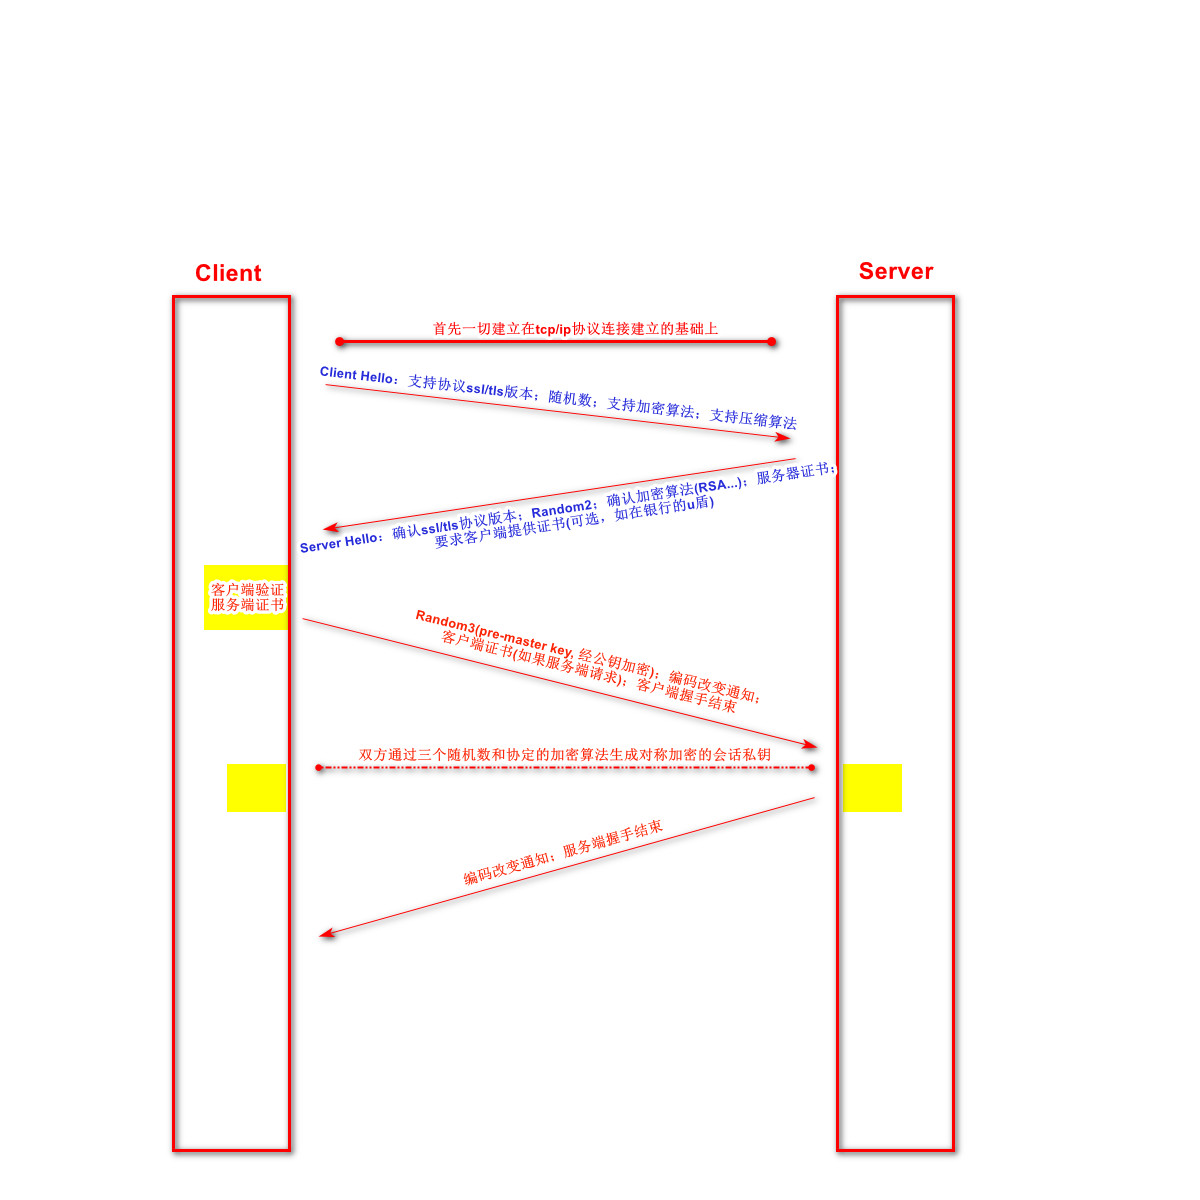 Client
Server
首先一切建立在tcp/ip协议连接建立的基础上
Client Hello：支持协议ssl/tls版本；随机数；支持加密算法；支持压缩算法
Server Hello：确认ssl/tls协议版本；Random2；确认加密算法(RSA...)；服务器证书；
要求客户端提供证书(可选，如在银行的u盾)
客户端验证
服务端证书
Random3(pre-master key, 经公钥加密)；编码改变通知；
客户端证书(如果服务端请求)；客户端握手结束
双方通过三个随机数和协定的加密算法生成对称加密的会话私钥
编码改变通知；服务端握手结束